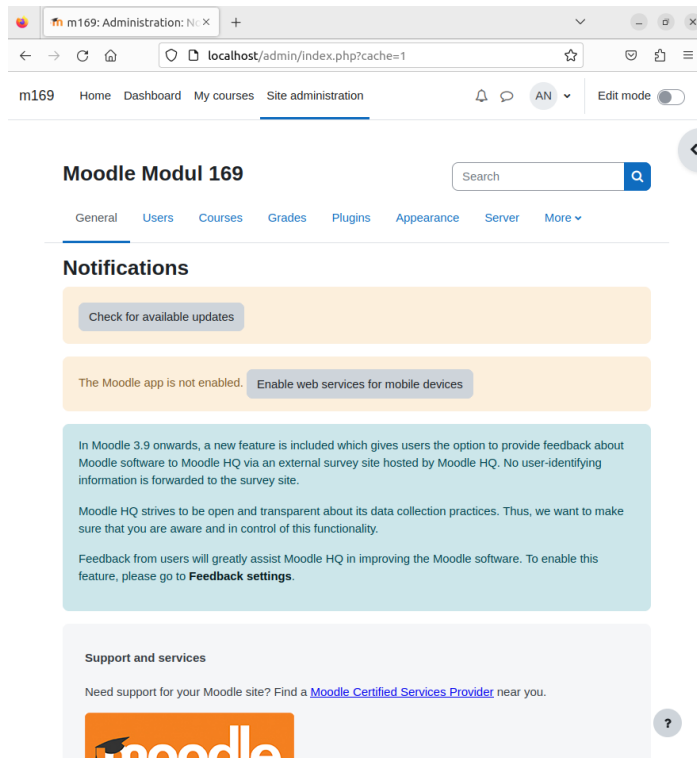 m169: Administration: No
localhost/admin/index.php?cache=1
m169 Home Dashboard My courses Site administration AN Edit mode
Moodle Modul 169
Search
General Users Courses Grades Plugins Appearance Server More
Notifications
Check for available updates
The Moodle app is not enabled. Enable web services for mobile devices
In Moodle 3.9 onwards, a new feature is included which gives users the option to provide feedback about
Moodle software to Moodle HQ via an external survey site hosted by Moodle HQ. No user-identifying
information is forwarded to the survey site.
Moodle HQ strives to be open and transparent about its data collection practices. Thus, we want to make
sure that you are aware and in control of this functionality.
Feedback from users will greatly assist Moodle HQ in improving the Moodle software. To enable this
feature, please go to Feedback settings.
Support and services
Need support for your Moodle site? Find a Moodle Certified Services Provider near you.
moodle
?